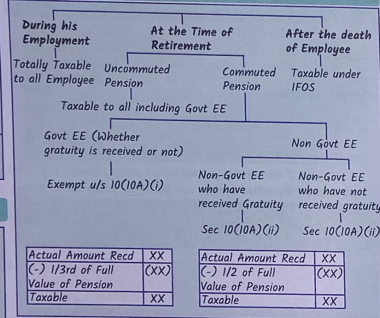 During his
Employment
At the Time of
Retirement
After the death
of Employee
Totally Taxable
to all Employee
Uncommuted
Pension
Commuted
Pension
Taxable under
IFOS
Taxable to all including Govt EE
Govt EE (Whether
gratuity is received or not)
Non Govt EE
Exempt u/s 10(10A)(i)
Non-Govt EE
who have
received Gratuity
Non-Govt EE
who have not
received gratuity
Sec 10(10A)(ii)
Sec 10(10A)(ii)
Actual Amount Recd XX
(-) 1/3rd of Full (XX)
Value of Pension
Taxable XX
Actual Amount Recd XX
(-) 1/2 of Full (XX)
Value of Pension
Taxable XX